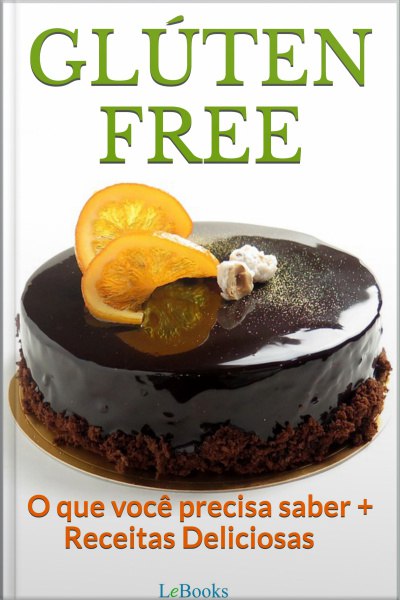 GLÚTEN
FREE
O que você precisa saber +
Receitas Deliciosas
LeBooks